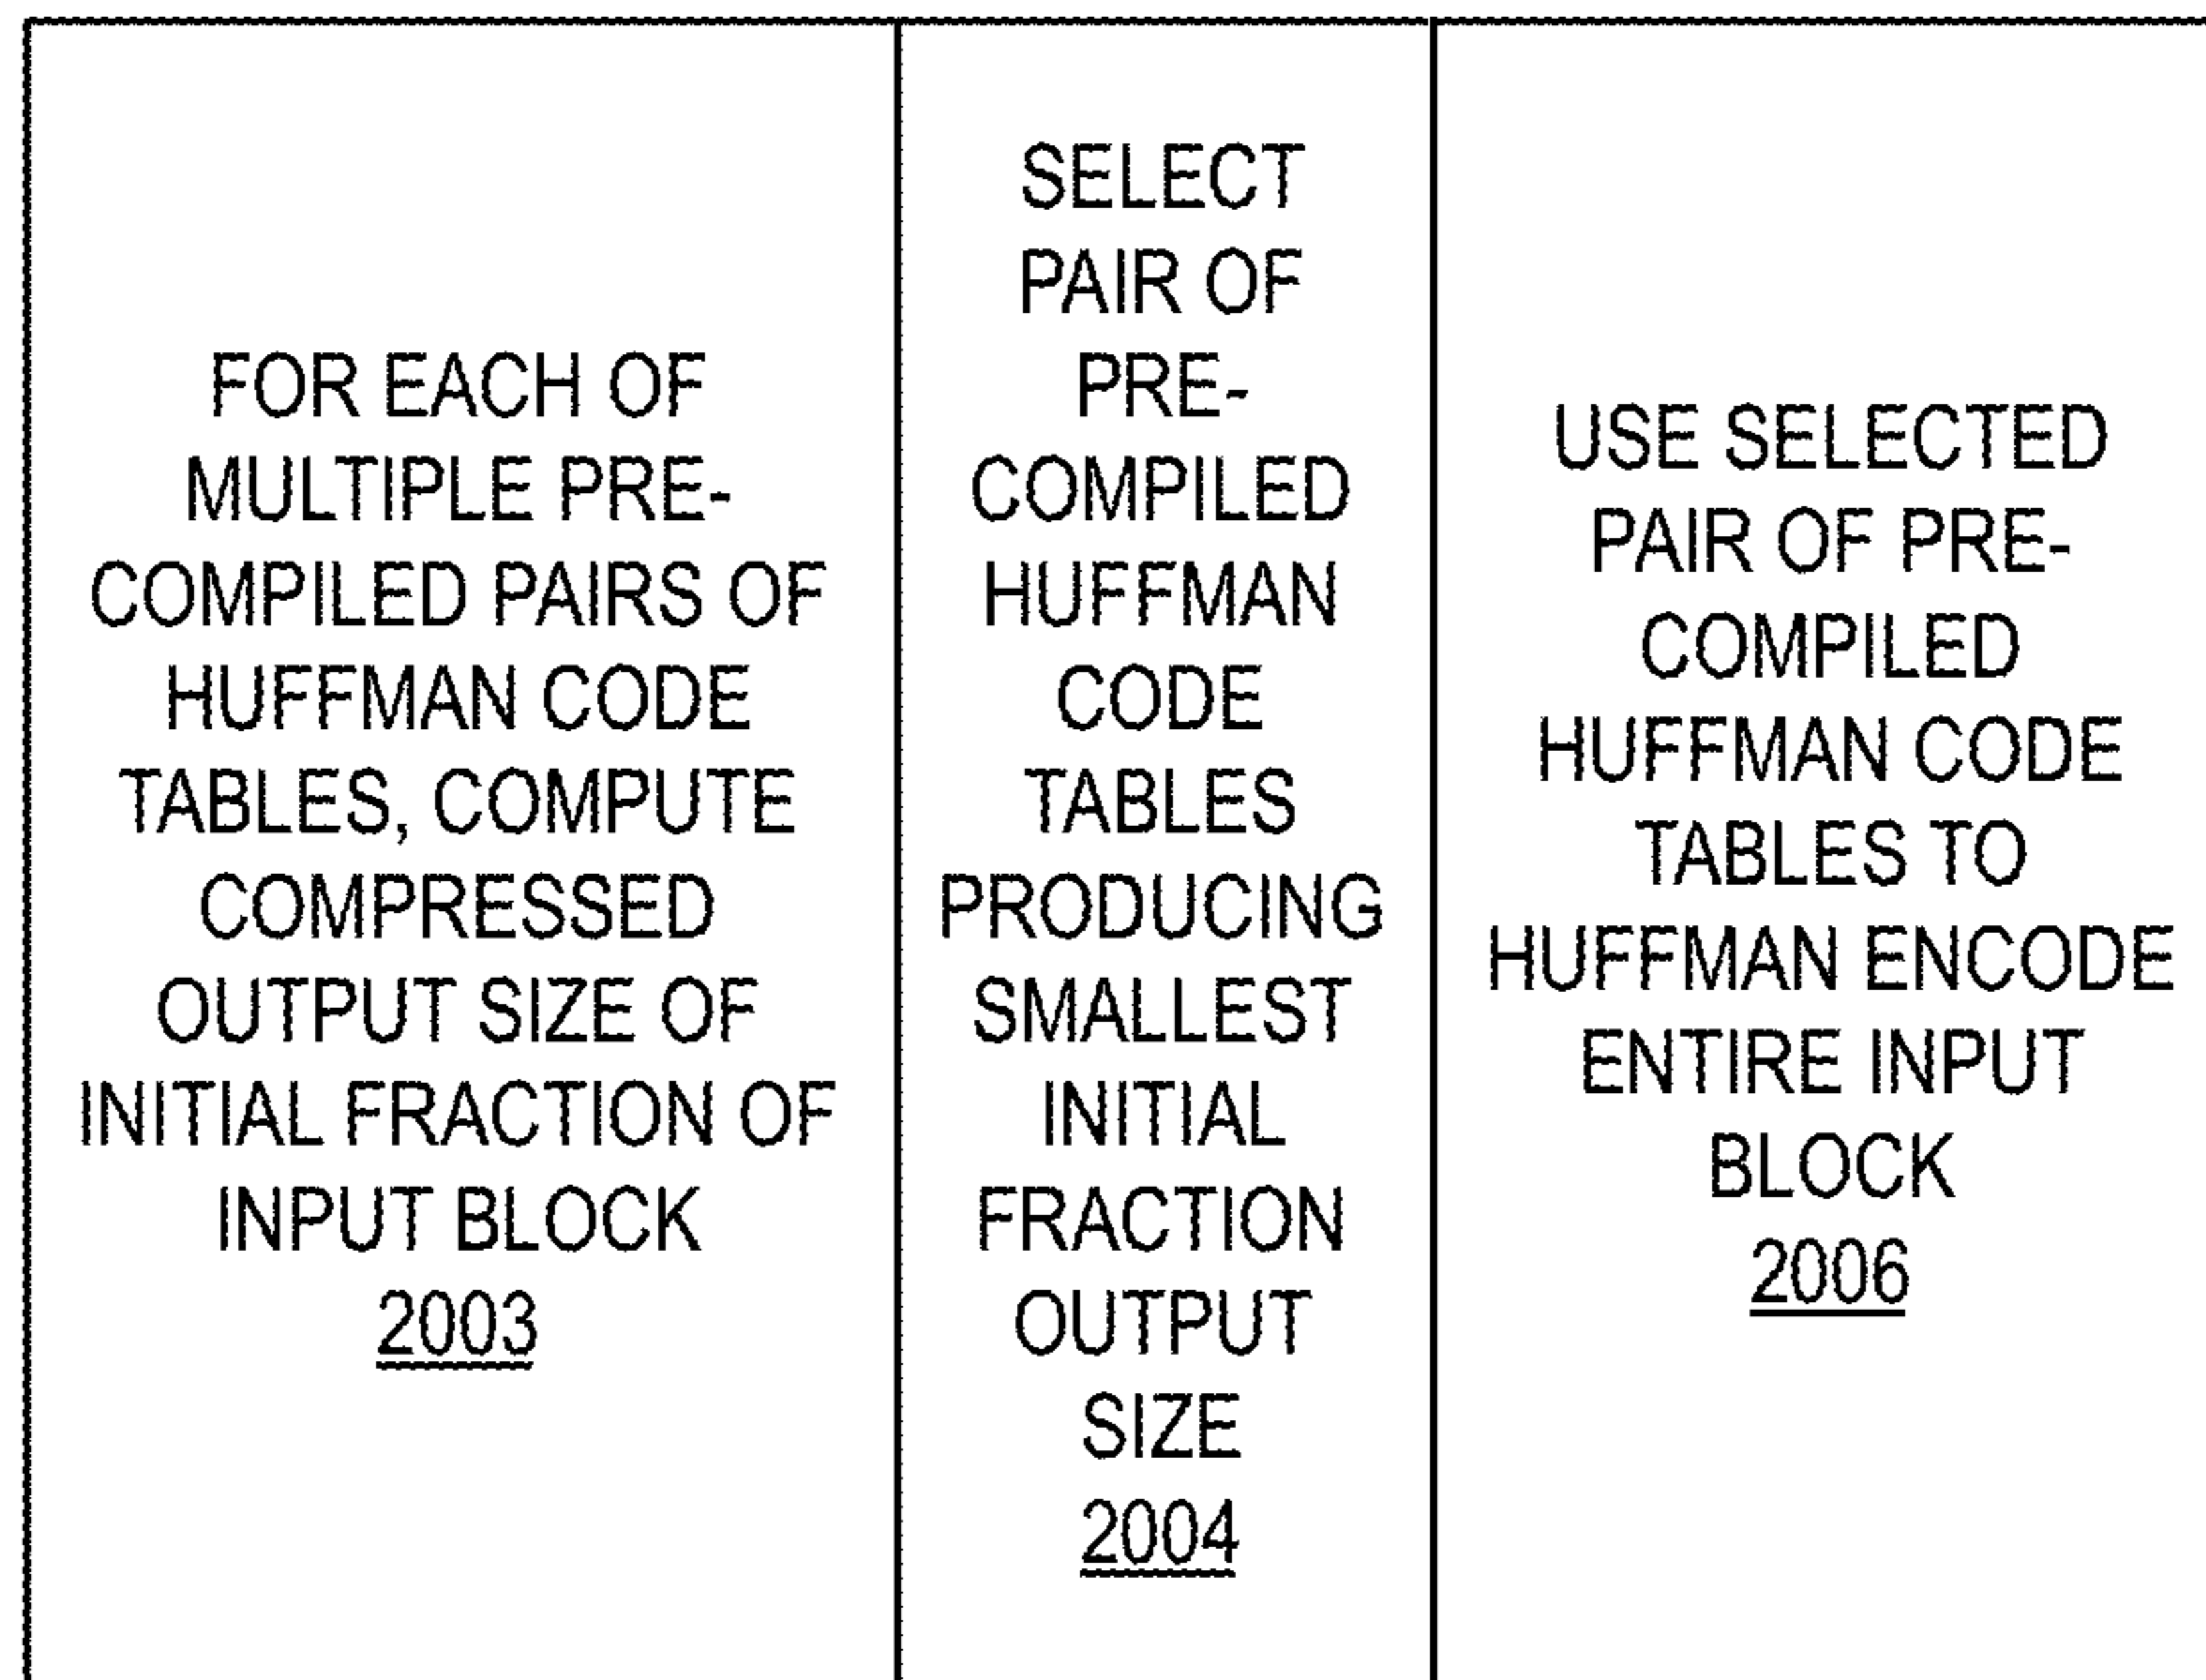 FOR EACH OF
MULTIPLE PRE-
COMPILED PAIRS OF
HUFFMAN CODE
TABLES, COMPUTE
COMPRESSED
OUTPUT SIZE OF
INITIAL FRACTION OF
INPUT BLOCK
2003
SELECT
PAIR OF
PRE-
COMPILED
HUFFMAN
CODE
TABLES
PRODUCING
SMALLEST
INITIAL
FRACTION
OUTPUT
SIZE
2004
USE SELECTED
PAIR OF PRE-
COMPILED
HUFFMAN CODE
TABLES TO
HUFFMAN ENCODE
ENTIRE INPUT
BLOCK
2006